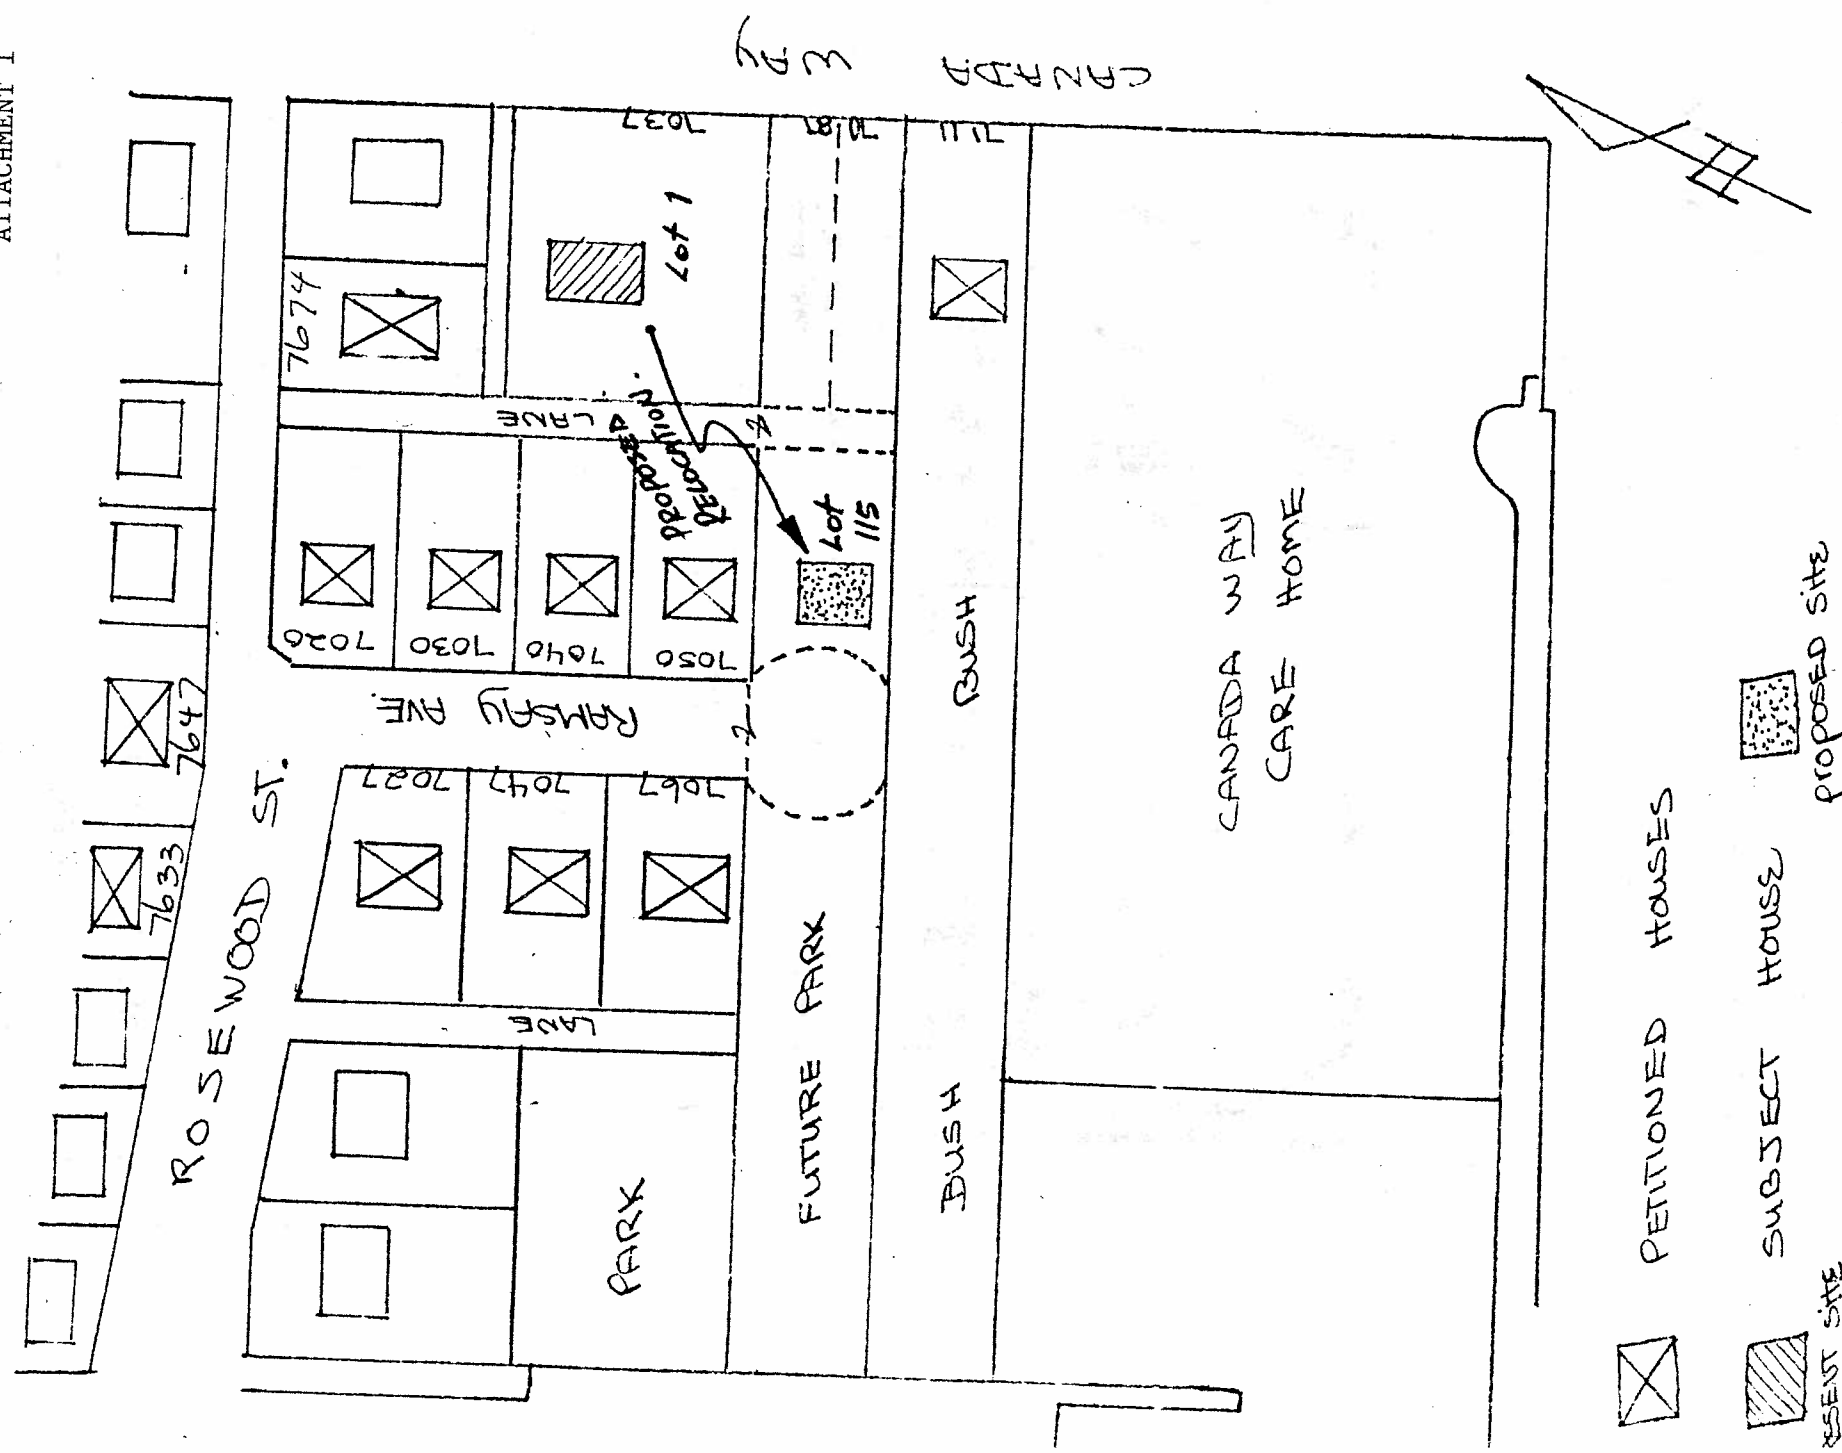 ATTACHMENT 1
CANADA WAY
7037
7111
7674
Lot 1
LANE
PROPOSED
RELOCATION.
Lot
115
7020
7030
7040
7050
RAMSAY AVE.
7647
7633
ROSEWOOD ST.
7027
7047
7067
LANE
PARK
FUTURE PARK
BUSH
BUSH
CANADA WAY
CARE HOME
PETITIONED HOUSES
SUBJECT HOUSE
PROPOSED SITE
SITE